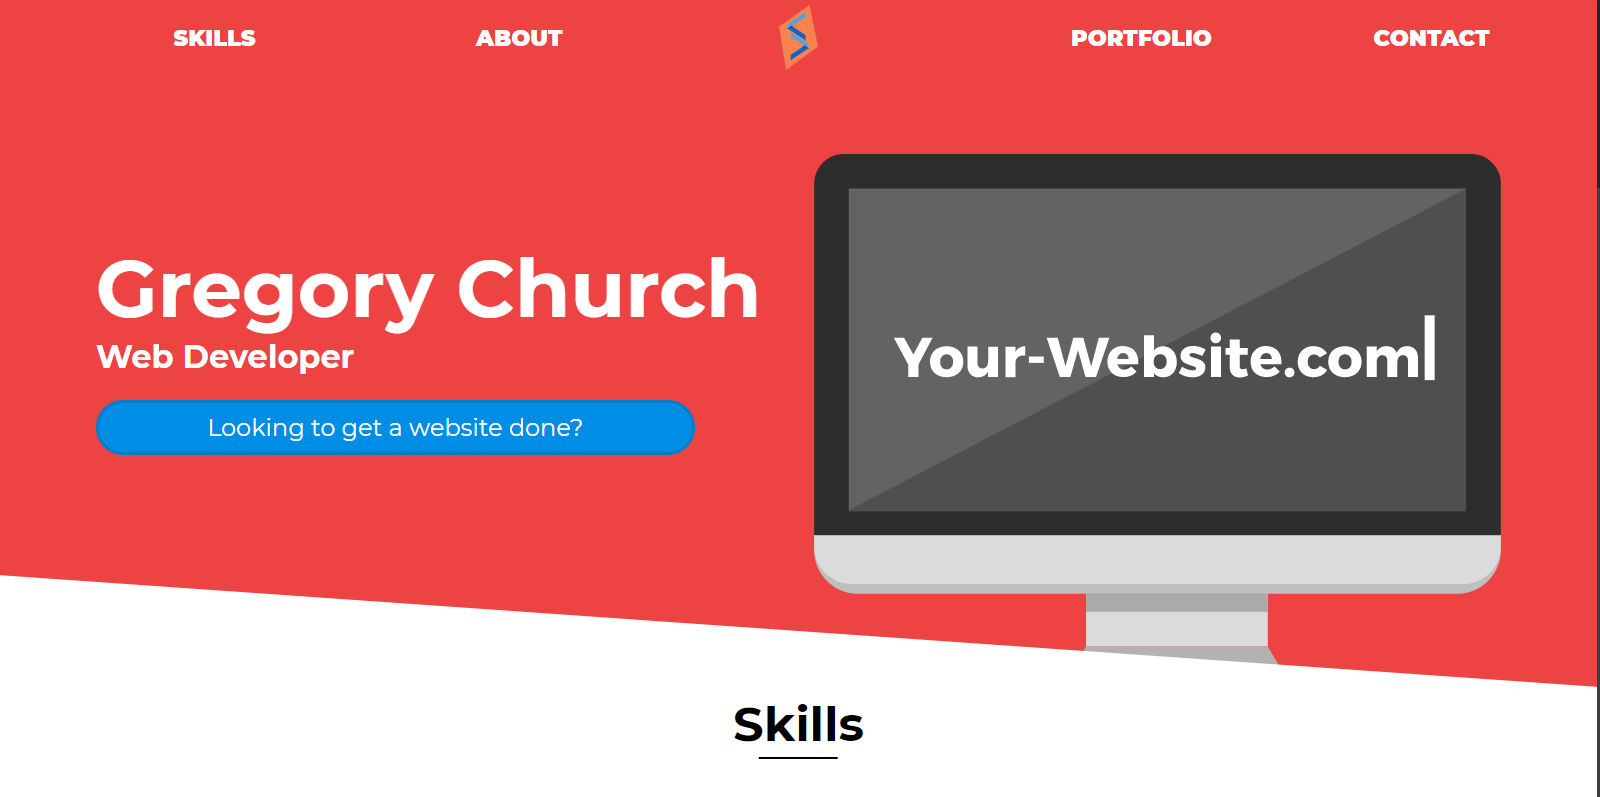 SKILLS
ABOUT
PORTFOLIO
CONTACT
Gregory Church
Web Developer
Looking to get a website done?
Your-Website.com
Skills